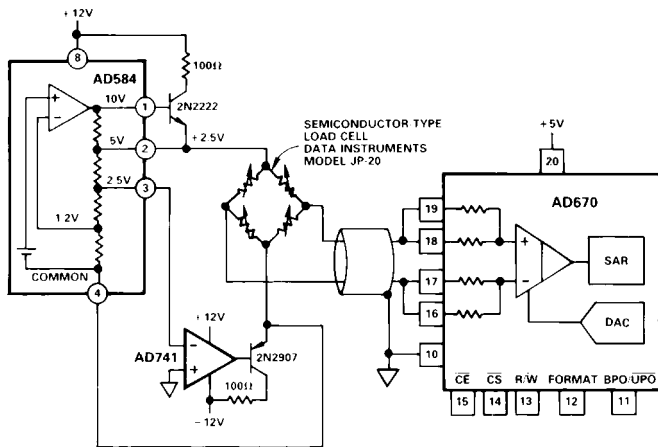 +12V
8
AD584
100Ω
10V
1
2N2222
5V
2
+2.5V
2.5V
3
1.2V
COMMON
4
SEMICONDUCTOR TYPE
LOAD CELL
DATA INSTRUMENTS
MODEL JP-20
+5V
20
AD670
19
18
17
16
10
+
−
SAR
DAC
+12V
AD741
2N2907
100Ω
−12V
CE CS R/W FORMAT BPO/UPO
15 14 13 12 11